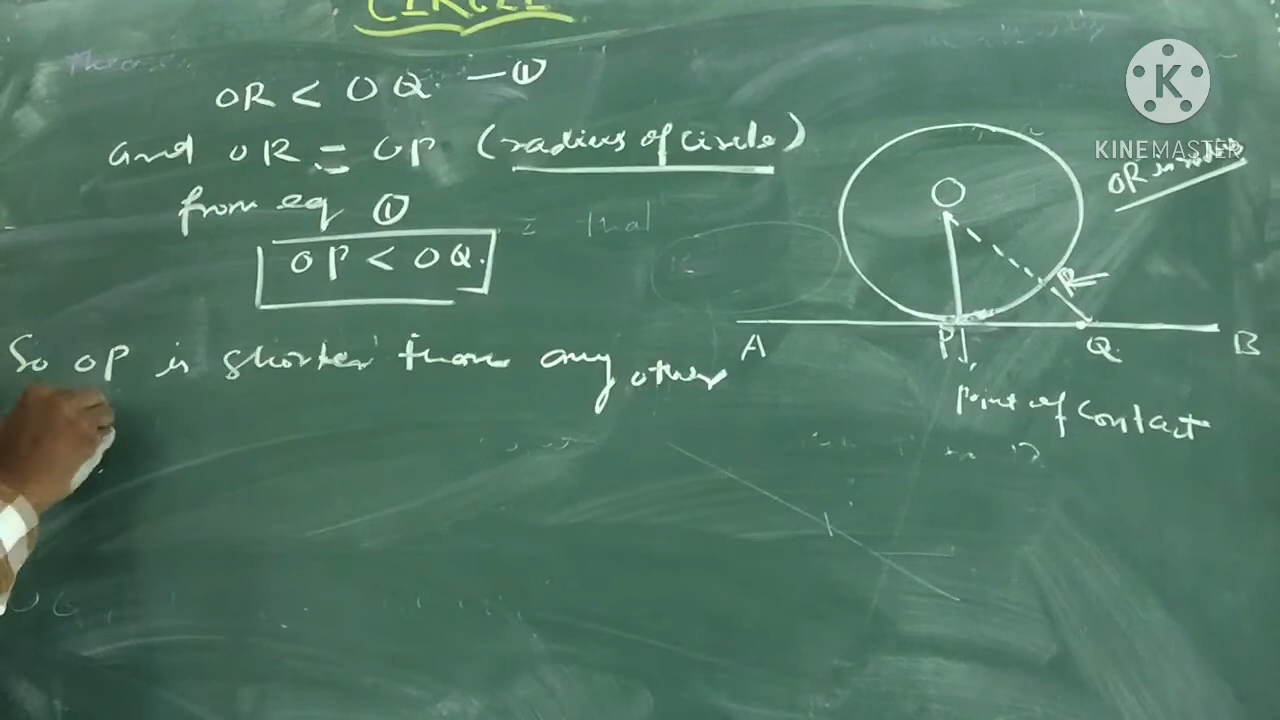 CIRCLE
OR < OQ. — ①
and OR = OP (radius of circle)
from eq ①
OP < OQ.
So OP is shorter than any other
K
KINEMASTER
OR
O
R
A P Q. B
point of contact